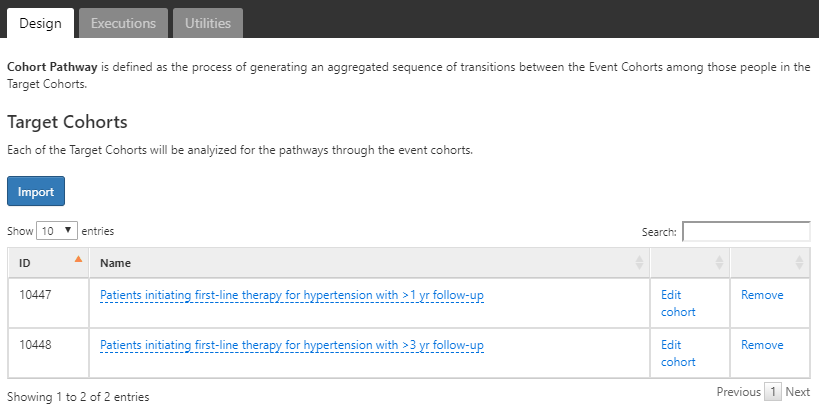 Design Executions Utilities
Cohort Pathway is defined as the process of generating an aggregated sequence of transitions between the Event Cohorts among those people in the
Target Cohorts.
Target Cohorts
Each of the Target Cohorts will be analyized for the pathways through the event cohorts.
Import
Show 10 entries Search:
ID Name
10447 Patients initiating first-line therapy for hypertension with >1 yr follow-up Edit Remove
cohort
10448 Patients initiating first-line therapy for hypertension with >3 yr follow-up Edit Remove
cohort
Showing 1 to 2 of 2 entries Previous 1 Next